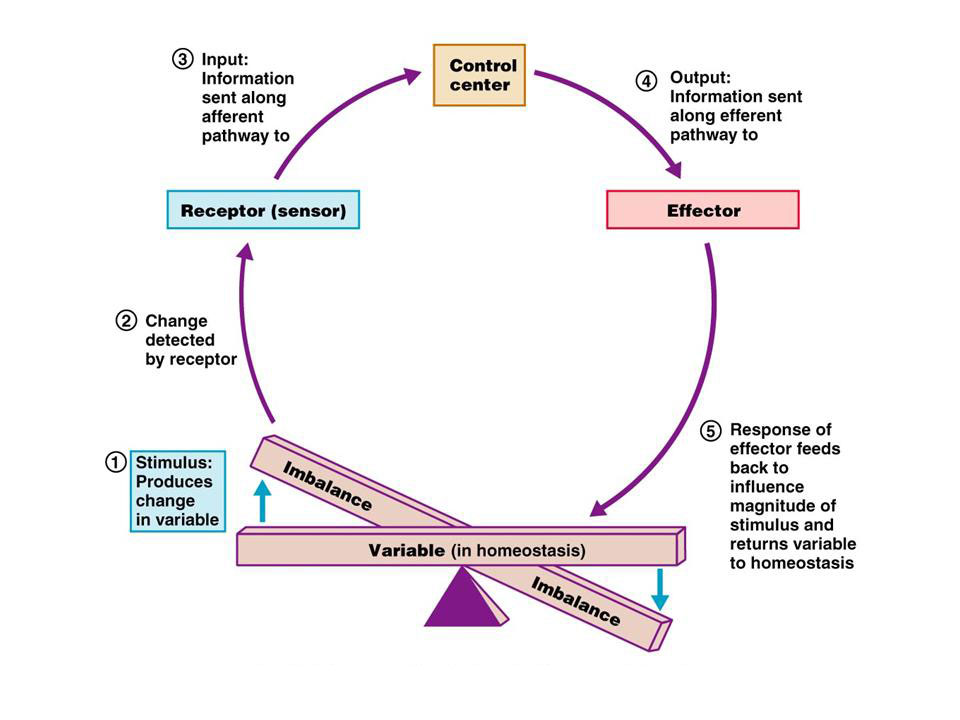 ③ Input:
Information
sent along
afferent
pathway to
Control
center
④ Output:
Information sent
along efferent
pathway to
Receptor (sensor)
Effector
② Change
detected
by receptor
① Stimulus:
Produces
change
in variable
Imbalance
Variable (in homeostasis)
Imbalance
⑤ Response of
effector feeds
back to
influence
magnitude of
stimulus and
returns variable
to homeostasis